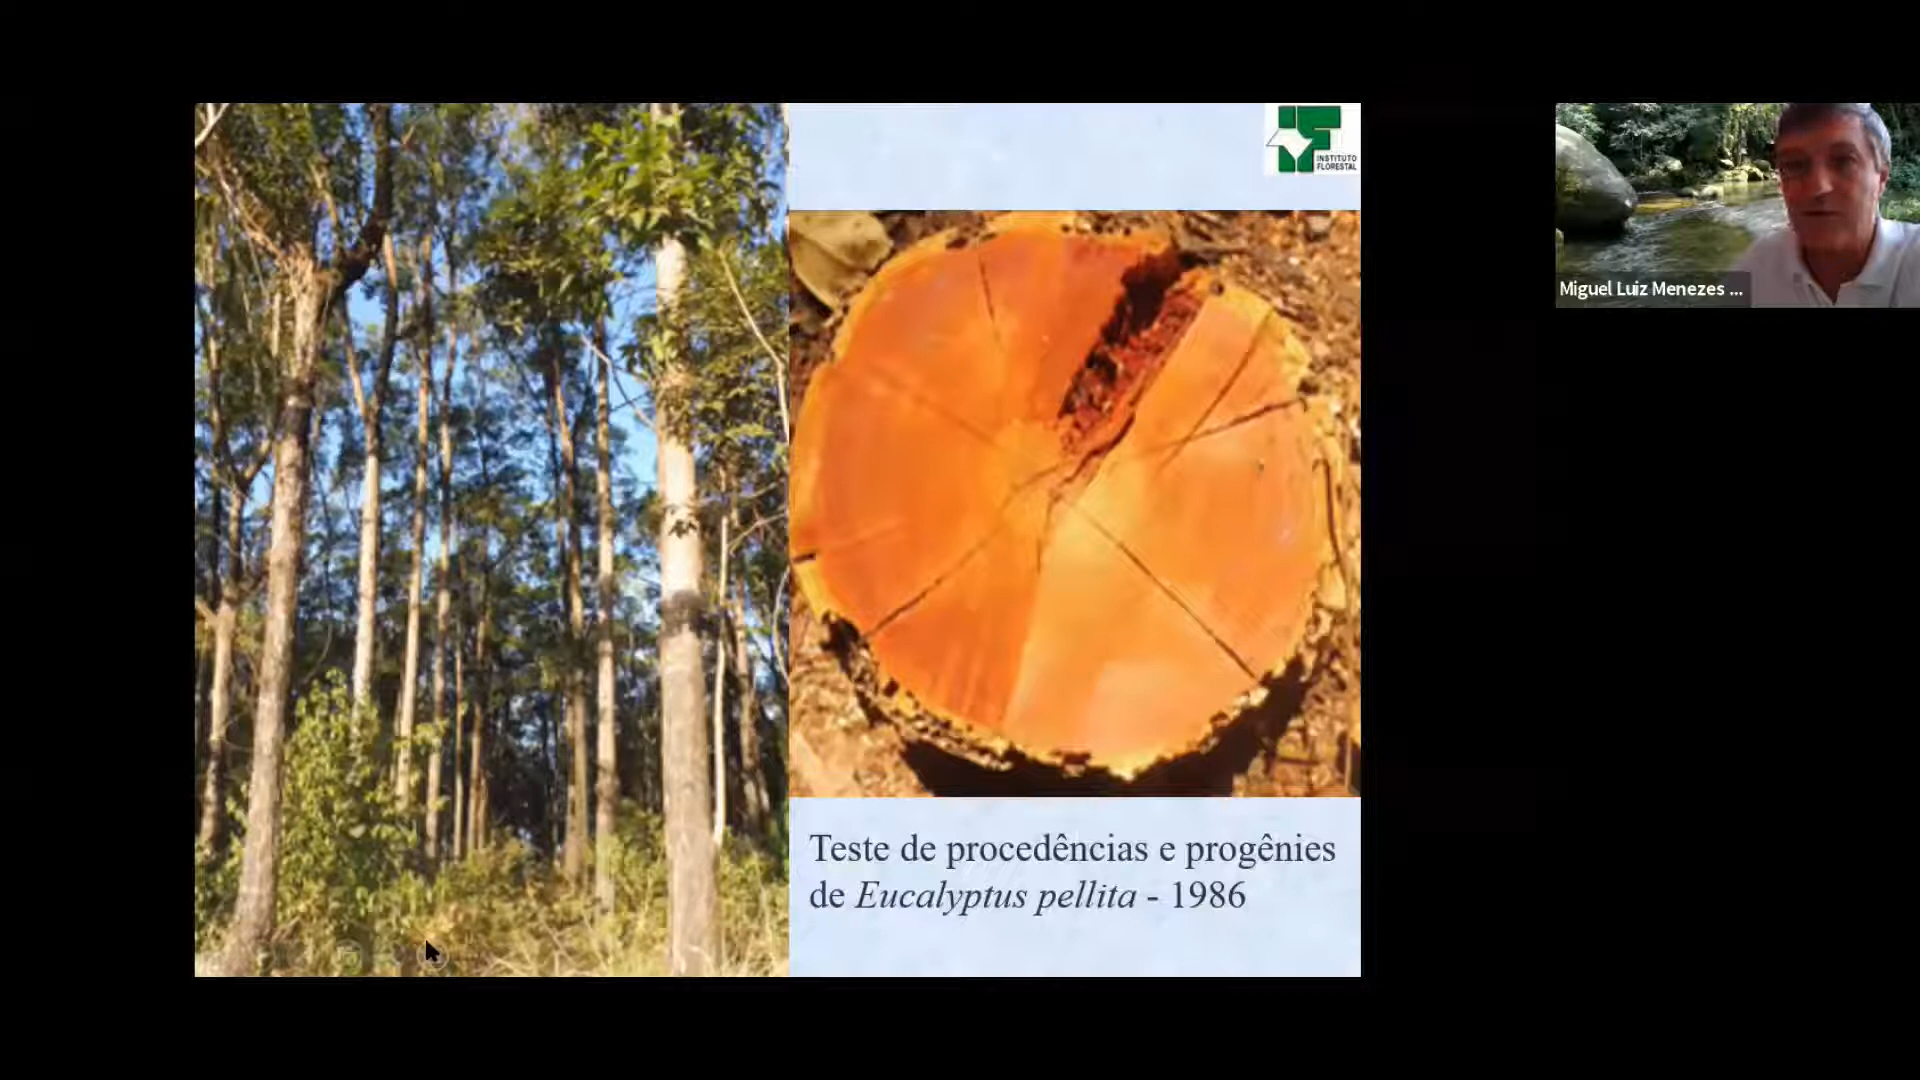 INSTITUTO
FLORESTAL
Miguel Luiz Menezes ...
Teste de procedências e progênies
de Eucalyptus pellita - 1986